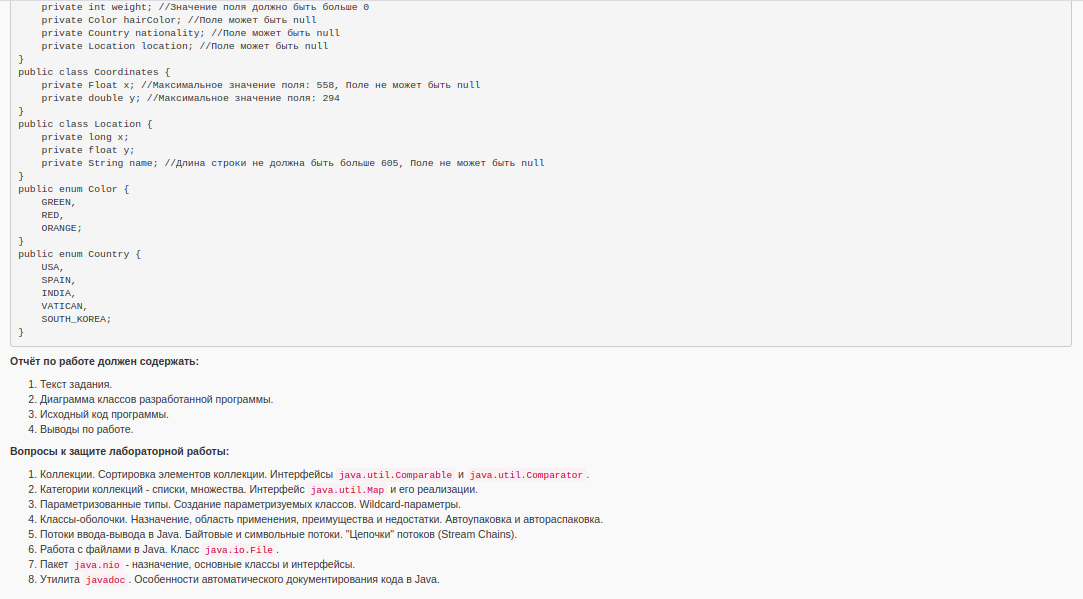 private int weight; //Значение поля должно быть больше 0
private Color hairColor; //Поле может быть null
private Country nationality; //Поле может быть null
private Location location; //Поле может быть null
}
public class Coordinates {
private Float x; //Максимальное значение поля: 558, Поле не может быть null
private double y; //Максимальное значение поля: 294
}
public class Location {
private long x;
private float y;
private String name; //Длина строки не должна быть больше 605, Поле не может быть null
}
public enum Color {
GREEN,
RED,
ORANGE;
}
public enum Country {
USA,
SPAIN,
INDIA,
VATICAN,
SOUTH_KOREA;
}
Отчёт по работе должен содержать:
1. Текст задания.
2. Диаграмма классов разработанной программы.
3. Исходный код программы.
4. Выводы по работе.
Вопросы к защите лабораторной работы:
1. Коллекции. Сортировка элементов коллекции. Интерфейсы java.util.Comparable и java.util.Comparator.
2. Категории коллекций - списки, множества. Интерфейс java.util.Map и его реализации.
3. Параметризованные типы. Создание параметризуемых классов. Wildcard-параметры.
4. Классы-оболочки. Назначение, область применения, преимущества и недостатки. Автоупаковка и автораспаковка.
5. Потоки ввода-вывода в Java. Байтовые и символьные потоки. "Цепочки" потоков (Stream Chains).
6. Работа с файлами в Java. Класс java.io.File.
7. Пакет java.nio - назначение, основные классы и интерфейсы.
8. Утилита javadoc. Особенности автоматического документирования кода в Java.